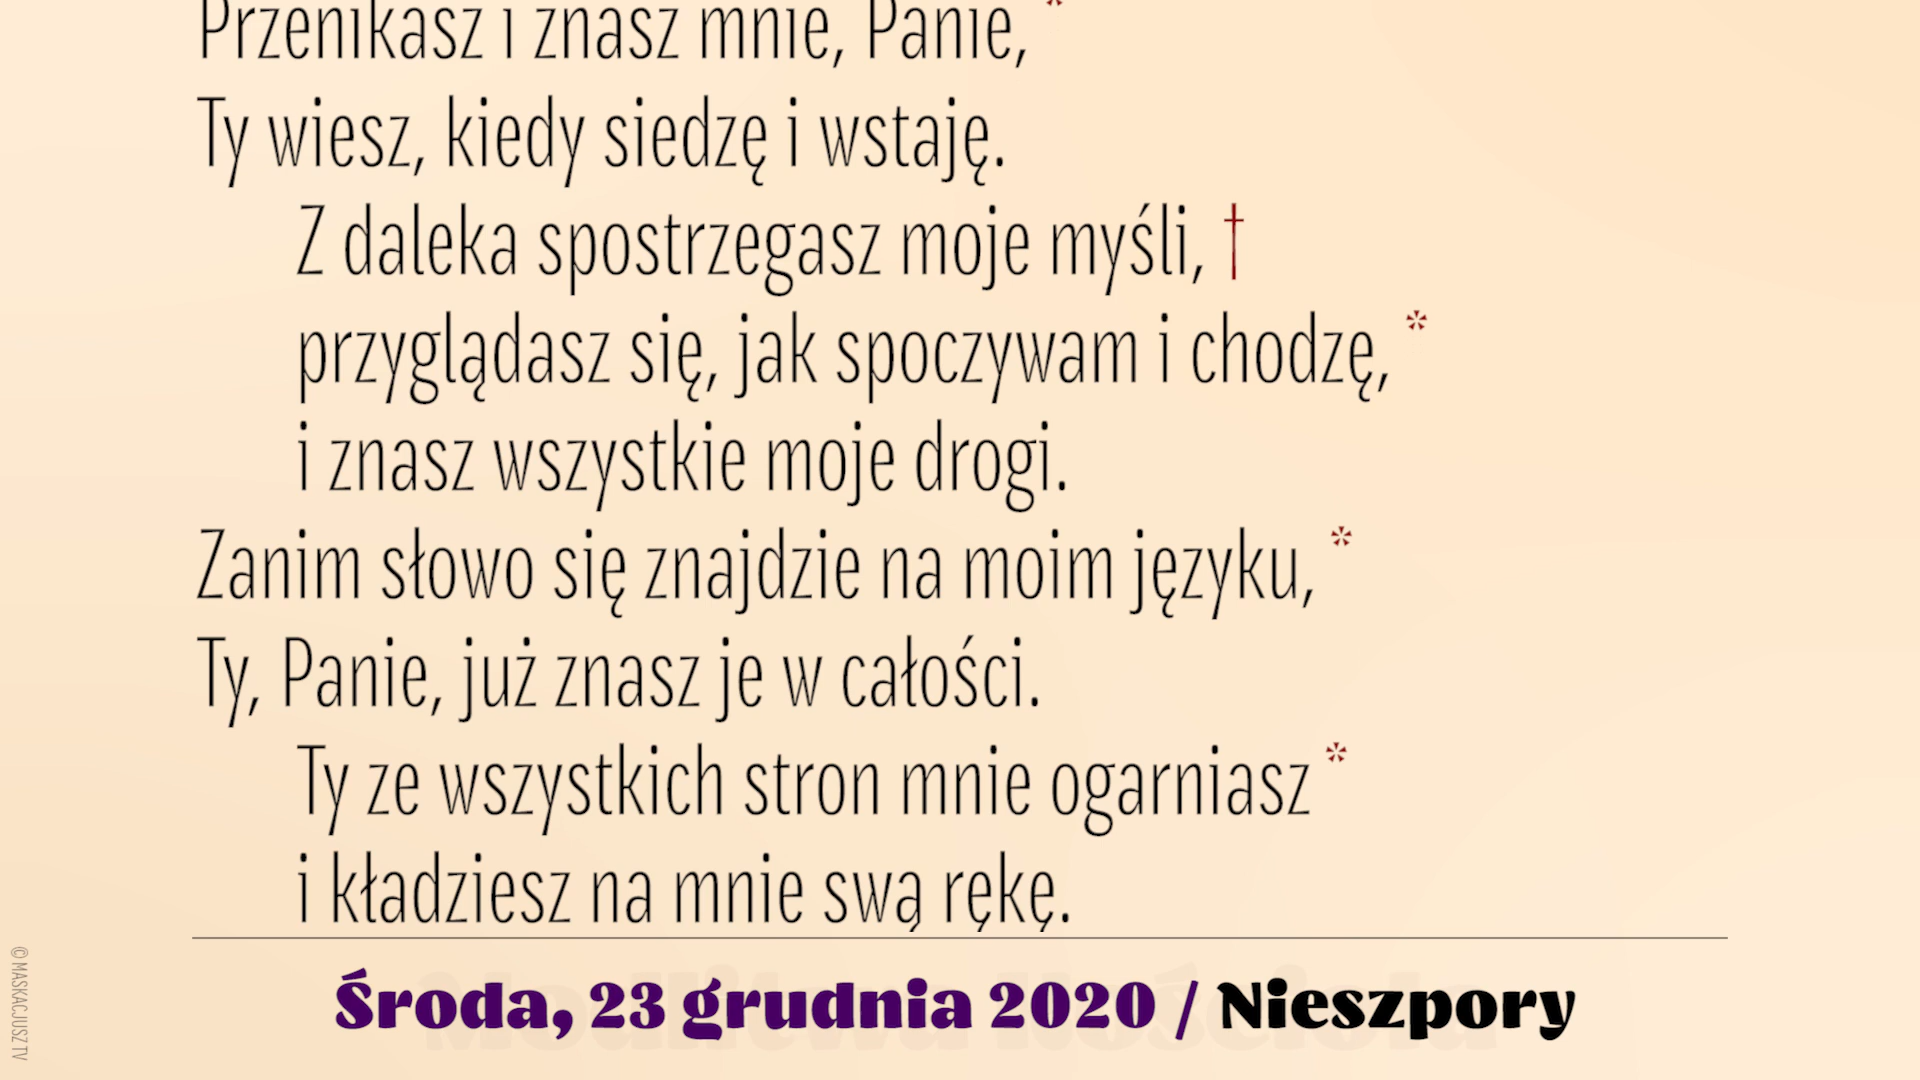 Przenikasz i znasz mnie, Panie, *
Ty wiesz, kiedy siedzę i wstaję.
Z daleka spostrzegasz moje myśli, †
przyglądasz się, jak spoczywam i chodzę, *
i znasz wszystkie moje drogi.
Zanim słowo się znajdzie na moim języku, *
Ty, Panie, już znasz je w całości.
Ty ze wszystkich stron mnie ogarniasz *
i kładziesz na mnie swą rękę.
Środa, 23 grudnia 2020 / Nieszpory
© MASKACJUSZ TV